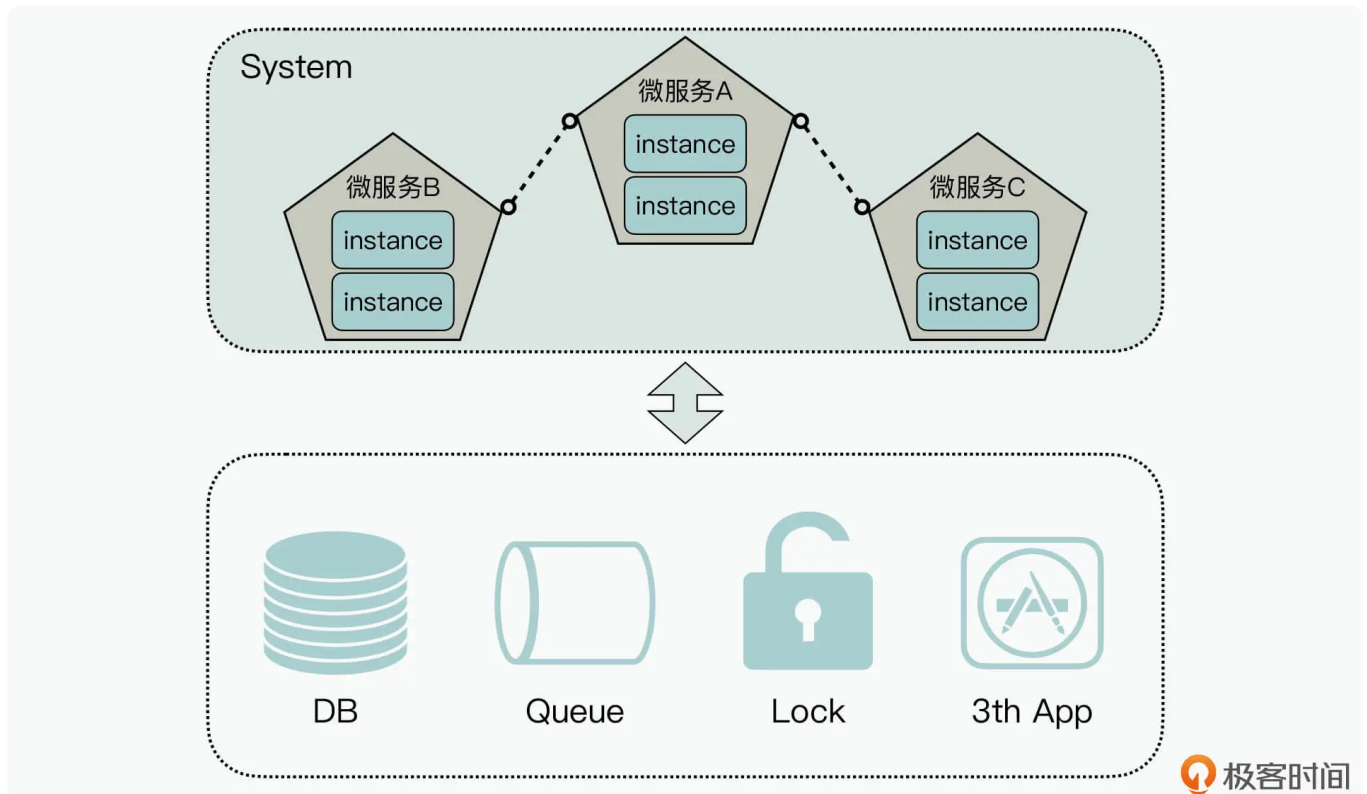 System
微服务A
instance
instance
微服务B
instance
instance
微服务C
instance
instance
DB
Queue
Lock
3th App
极客时间